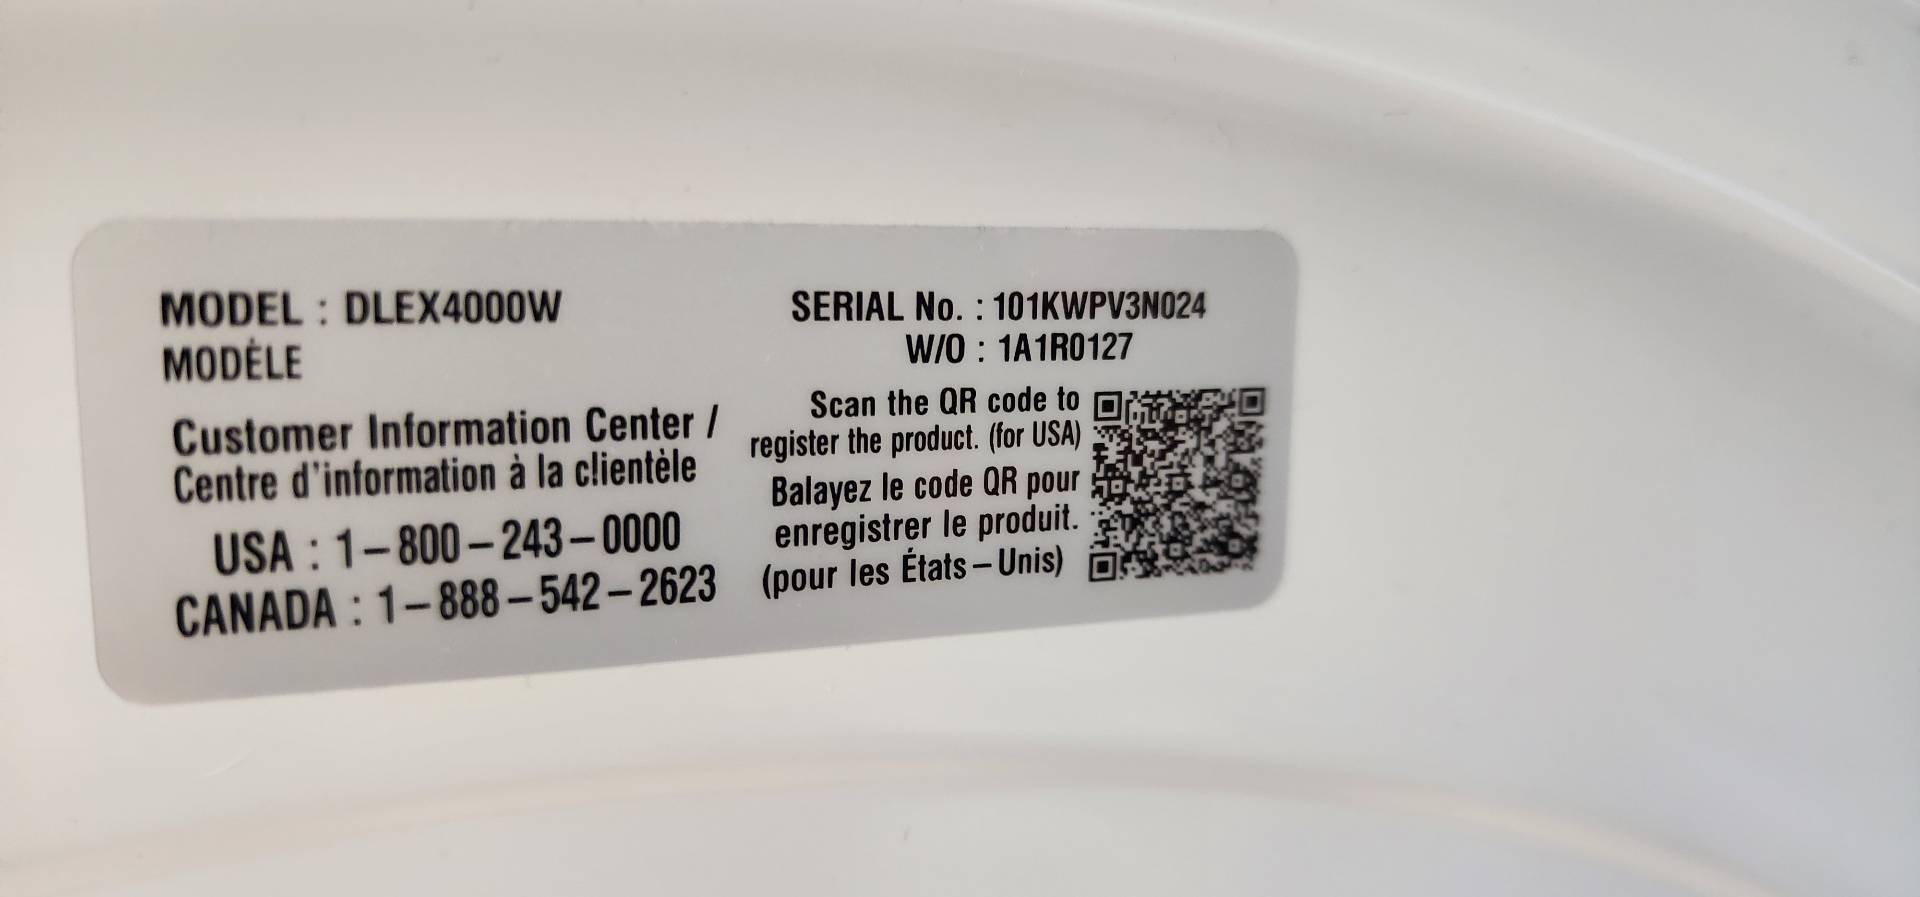 MODEL : DLEX4000W
MODÈLE
SERIAL No. : 101KWPV3N024
W/O : 1A1R0127
Customer Information Center /
Centre d'information à la clientèle
USA : 1-800-243-0000
CANADA : 1-888-542-2623
Scan the QR code to
register the product. (for USA)
Balayez le code QR pour
enregistrer le produit.
(pour les États-Unis)